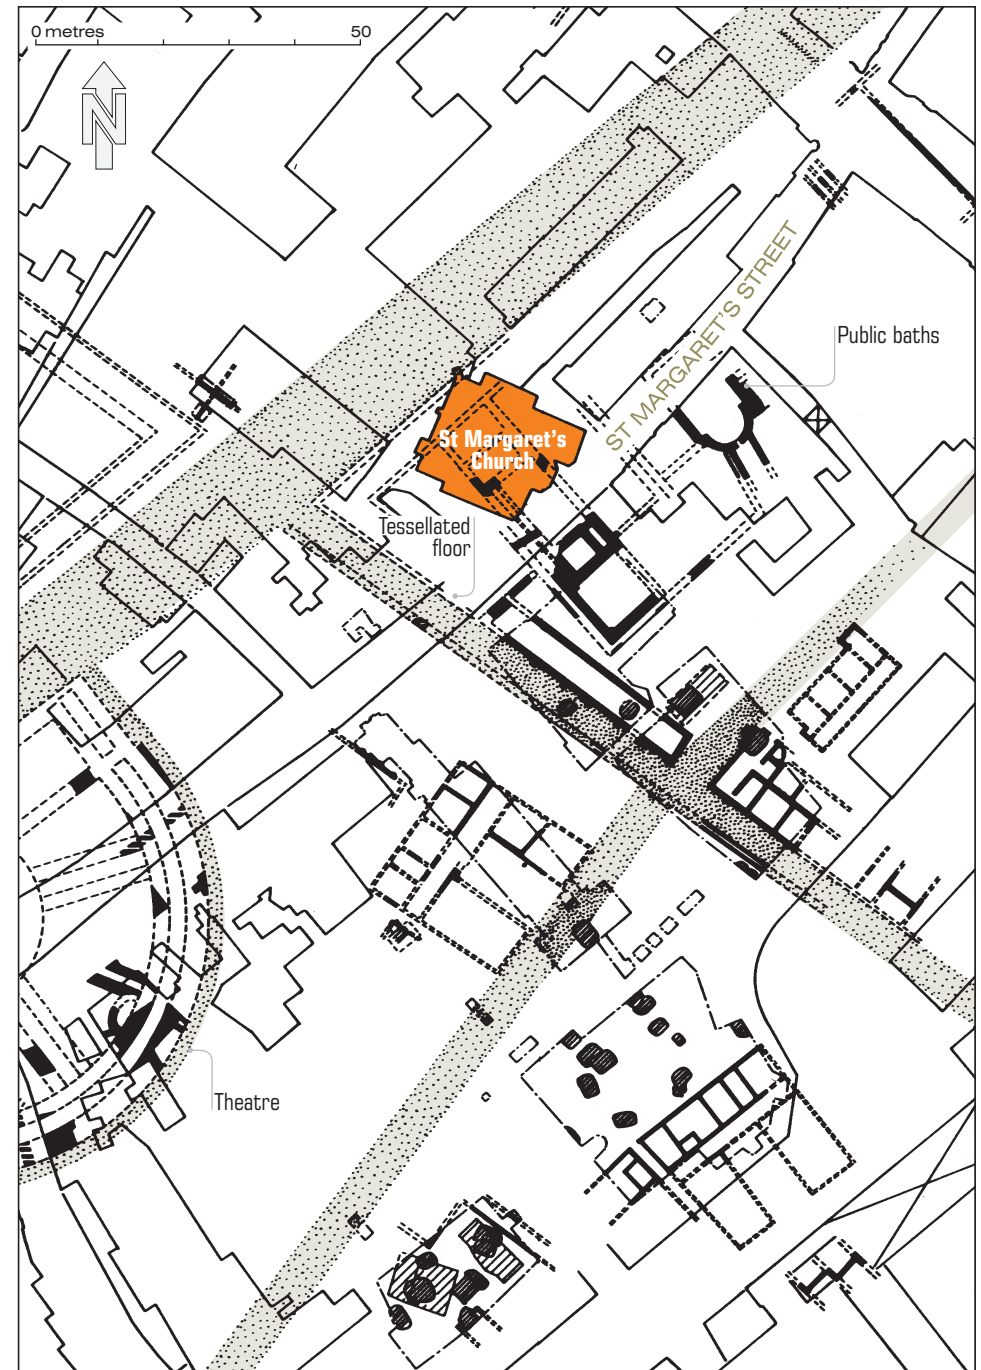 0 metres 50
N
ST MARGARET'S STREET
Public baths
St Margaret's
Church
Tessellated
floor
Theatre